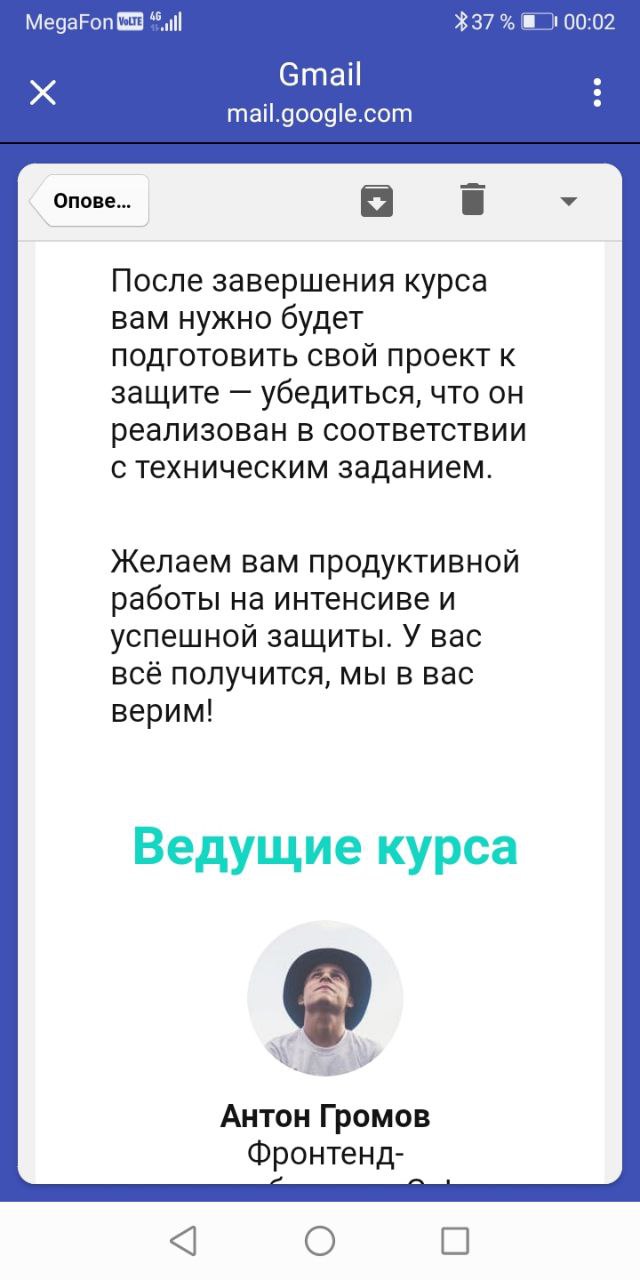 MegaFon VoLTE 4G 37 % 00:02
Gmail
mail.google.com
Опове...
После завершения курса
вам нужно будет
подготовить свой проект к
защите — убедиться, что он
реализован в соответствии
с техническим заданием.
Желаем вам продуктивной
работы на интенсиве и
успешной защиты. У вас
всё получится, мы в вас
верим!
Ведущие курса
Антон Громов
Фронтенд-